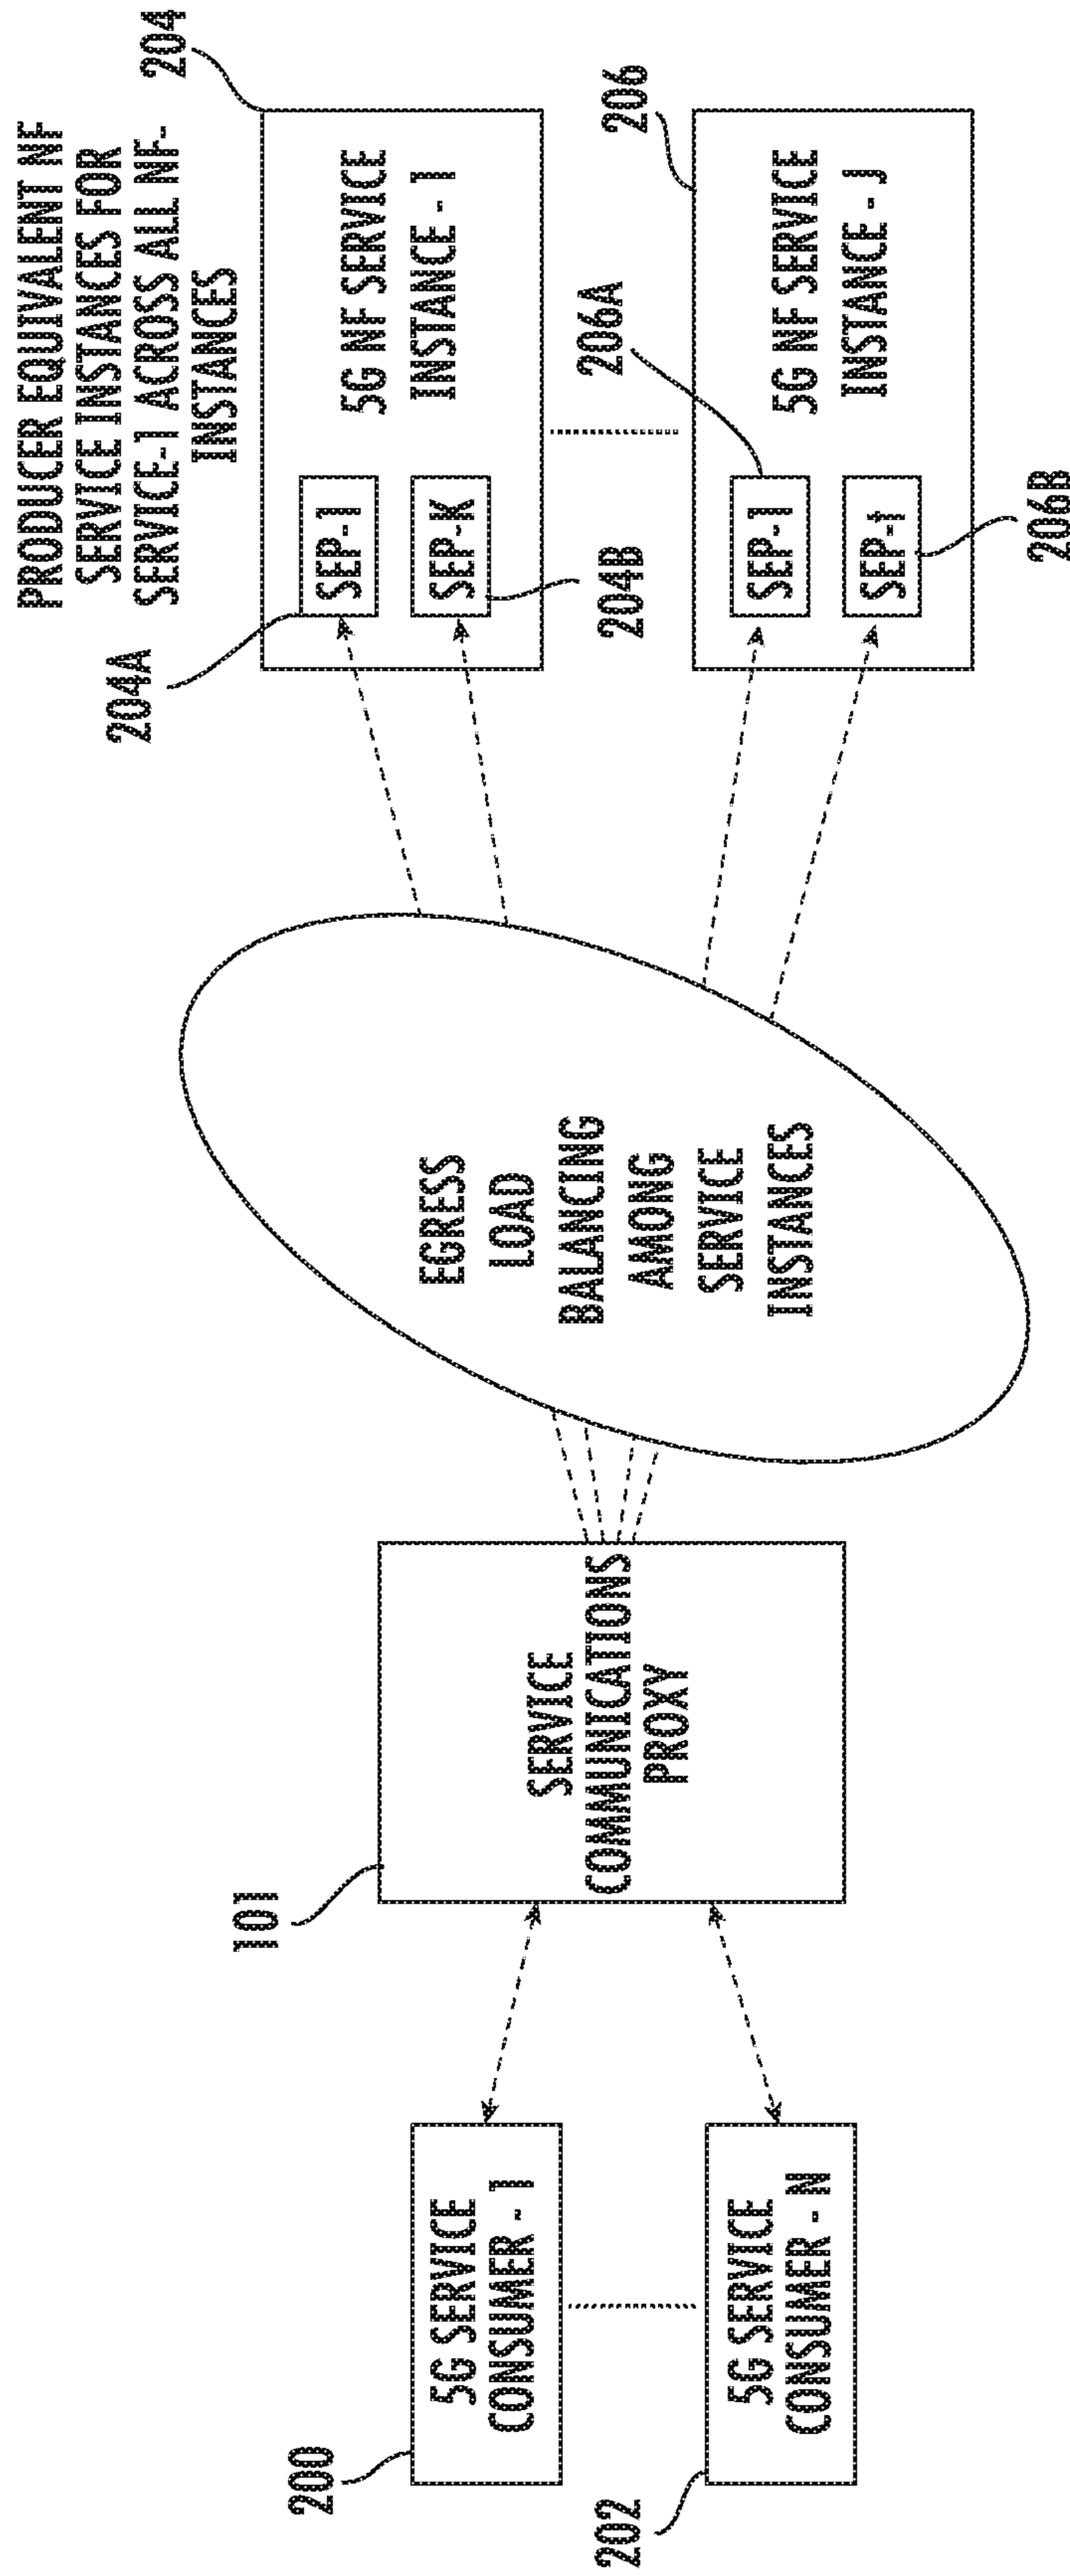 PRODUCER EQUIVALENT NF
SERVICE INSTANCES FOR
SERVICE-1 ACROSS ALL NF-
INSTANCES
200
5G SERVICE
CONSUMER - 1
202
5G SERVICE
CONSUMER - N
101
SERVICE
COMMUNICATIONS
PROXY
EGRESS
LOAD
BALANCING
AMONG
SERVICE
INSTANCES
204
204A
SEP-1
SEP-K
204B
5G NF SERVICE
INSTANCE - 1
206
206A
SEP-1
206B
5G NF SERVICE
INSTANCE - J